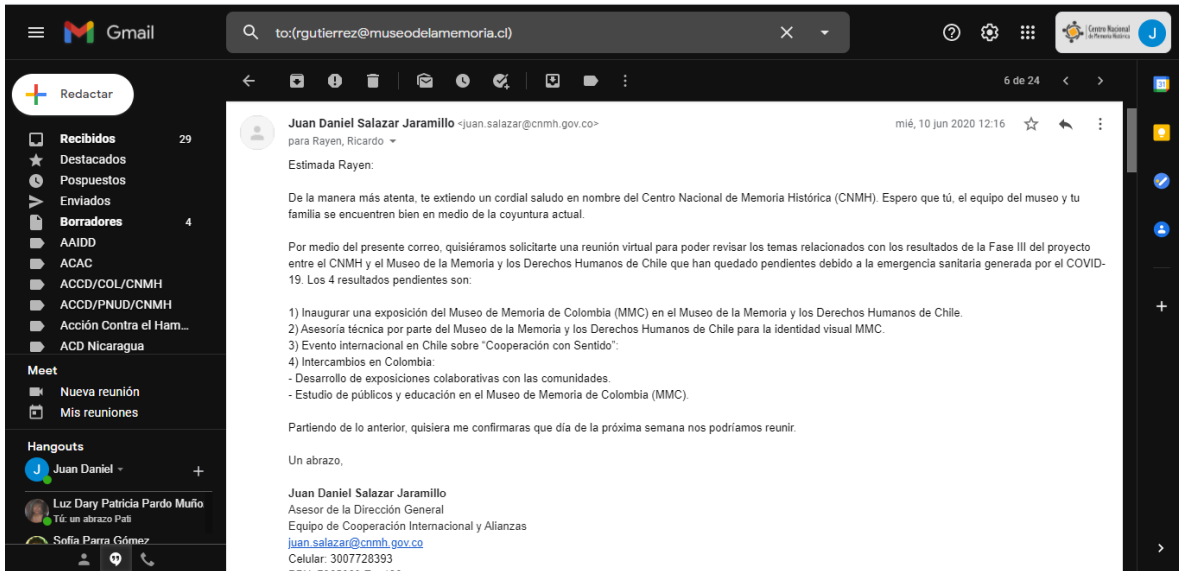 Gmail
to:(rgutierrez@museodelamemoria.cl)
Centro Nacional
de Memoria Histórica
J
Redactar
6 de 24
31
Recibidos 29
Destacados
Pospuestos
Enviados
Borradores 4
AAIDD
ACAC
ACCD/COL/CNMH
ACCD/PNUD/CNMH
Acción Contra el Ham...
ACD Nicaragua
Meet
Nueva reunión
Mis reuniones
Hangouts
J Juan Daniel
Luz Dary Patricia Pardo Muño
Tú: un abrazo Pati
Sofía Parra Gómez
Juan Daniel Salazar Jaramillo <juan.salazar@cnmh.gov.co> mié, 10 jun 2020 12:16
para Rayen, Ricardo
Estimada Rayen:
De la manera más atenta, te extiendo un cordial saludo en nombre del Centro Nacional de Memoria Histórica (CNMH). Espero que tú, el equipo del museo y tu
familia se encuentren bien en medio de la coyuntura actual.
Por medio del presente correo, quisiéramos solicitarte una reunión virtual para poder revisar los temas relacionados con los resultados de la Fase III del proyecto
entre el CNMH y el Museo de la Memoria y los Derechos Humanos de Chile que han quedado pendientes debido a la emergencia sanitaria generada por el COVID-
19. Los 4 resultados pendientes son:
1) Inaugurar una exposición del Museo de Memoria de Colombia (MMC) en el Museo de la Memoria y los Derechos Humanos de Chile.
2) Asesoría técnica por parte del Museo de la Memoria y los Derechos Humanos de Chile para la identidad visual MMC.
3) Evento internacional en Chile sobre “Cooperación con Sentido”:
4) Intercambios en Colombia:
- Desarrollo de exposiciones colaborativas con las comunidades.
- Estudio de públicos y educación en el Museo de Memoria de Colombia (MMC).
Partiendo de lo anterior, quisiera me confirmaras que día de la próxima semana nos podríamos reunir.
Un abrazo,
Juan Daniel Salazar Jaramillo
Asesor de la Dirección General
Equipo de Cooperación Internacional y Alianzas
juan.salazar@cnmh.gov.co
Celular: 3007728393